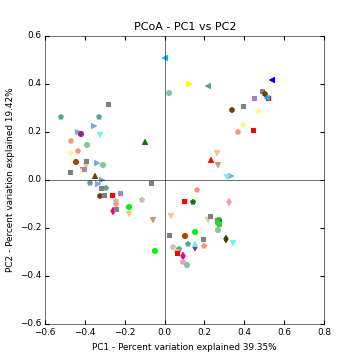 PCoA - PC1 vs PC2
0.6
0.4
0.2
0.0
−0.2
−0.4
−0.6
PC2 - Percent variation explained 19.42%
−0.6 −0.4 −0.2 0.0 0.2 0.4 0.6 0.8
PC1 - Percent variation explained 39.35%